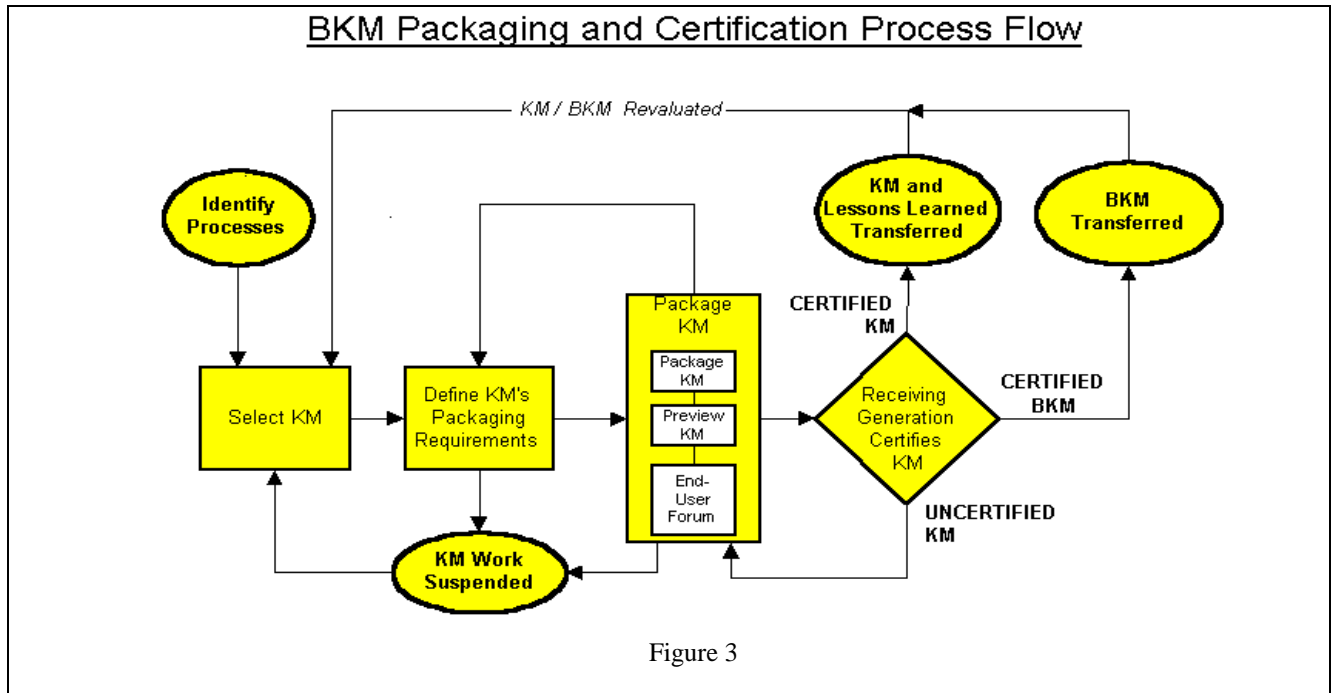 BKM Packaging and Certification Process Flow
KM / BKM Revaluated
Identify
Processes
KM and
Lessons Learned
Transferred
BKM
Transferred
Select KM
Define KM's
Packaging
Requirements
Package
KM
Package
KM
Preview
KM
End-
User
Forum
CERTIFIED
KM
Receiving
Generation
Certifies
KM
CERTIFIED
BKM
UNCERTIFIED
KM
KM Work
Suspended
Figure 3